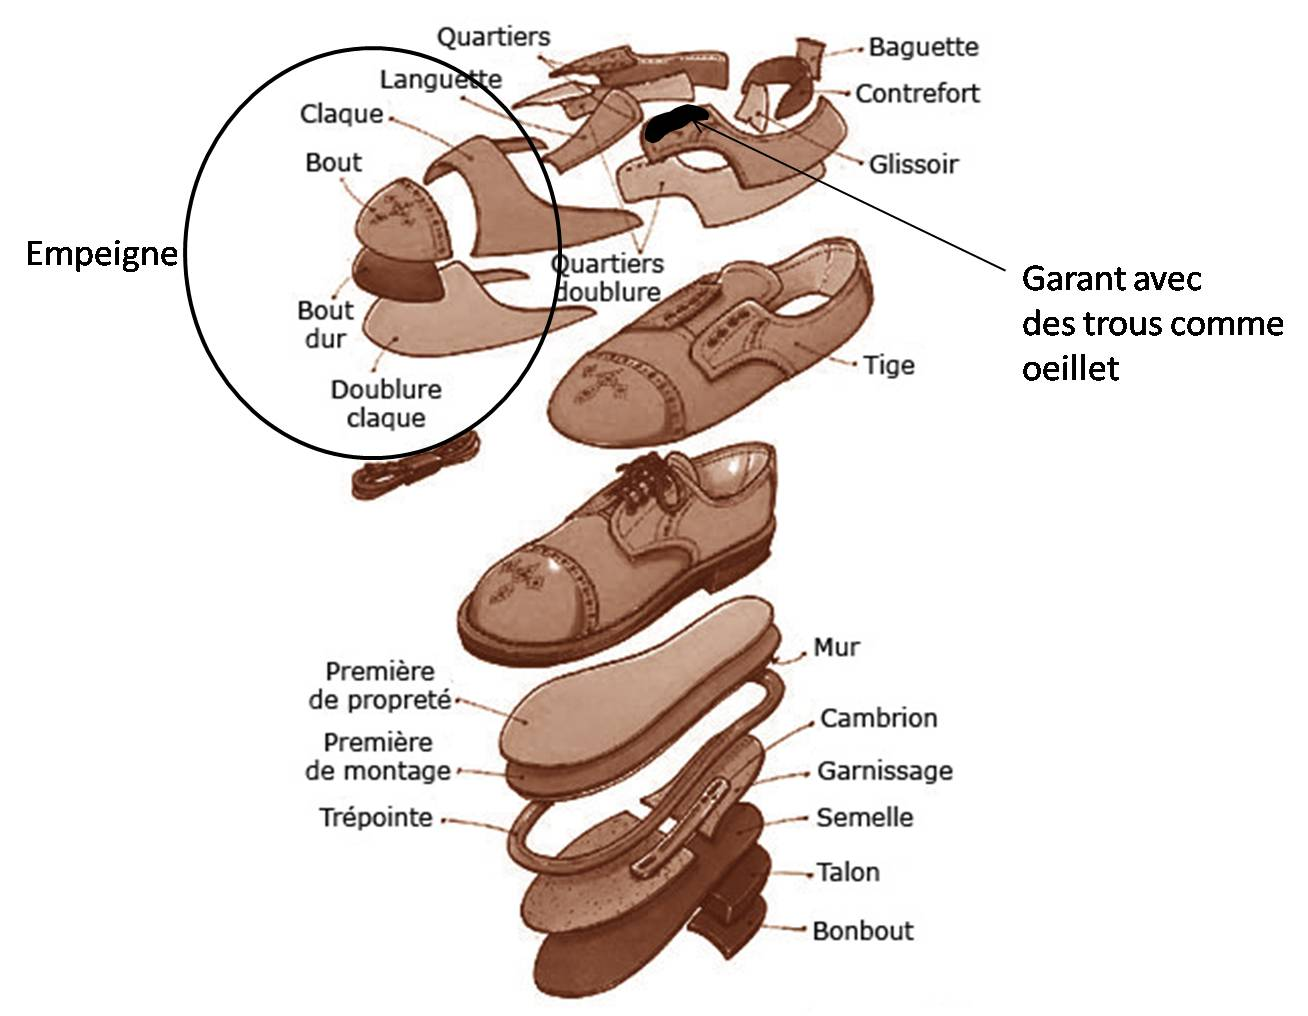 Quartiers
Languette
Claque
Bout
Empeigne
Bout
dur
Doublure
claque
Quartiers
doublure
Baguette
Contrefort
Glissoir
Garant avec
des trous comme
oeillet
Tige
Première
de propreté
Première
de montage
Trépointe
Mur
Cambrion
Garnissage
Semelle
Talon
Bonbout